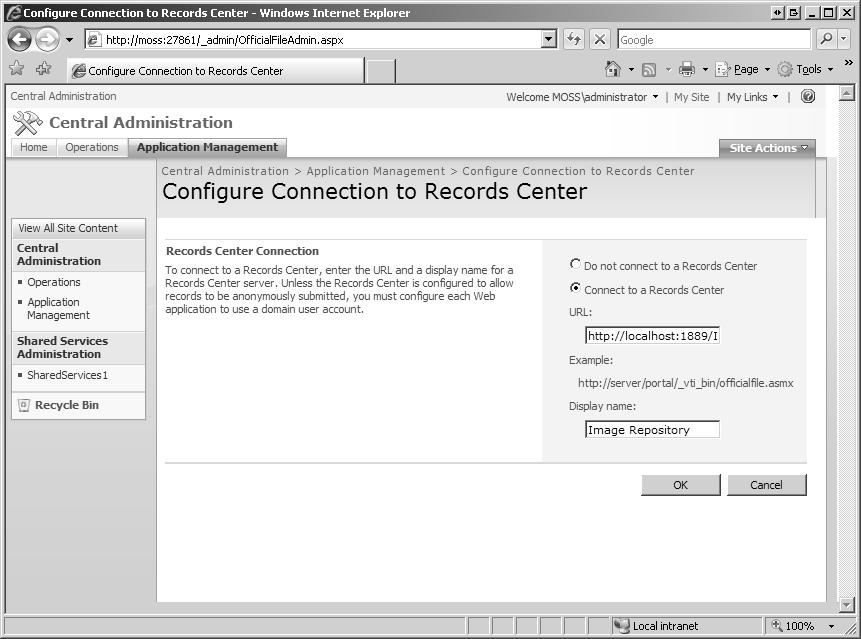 Configure Connection to Records Center - Windows Internet Explorer
http://moss:27861/_admin/OfficialFileAdmin.aspx
Google
Configure Connection to Records Center
Page
Tools
Central Administration
Welcome MOSS\administrator
My Site
My Links
Central Administration
Home
Operations
Application Management
Site Actions
Central Administration > Application Management > Configure Connection to Records Center
Configure Connection to Records Center
View All Site Content
Central
Administration
Operations
Application
Management
Shared Services
Administration
SharedServices1
Recycle Bin
Records Center Connection
To connect to a Records Center, enter the URL and a display name for a
Records Center server. Unless the Records Center is configured to allow
records to be anonymously submitted, you must configure each Web
application to use a domain user account.
Do not connect to a Records Center
Connect to a Records Center
URL:
http://localhost:1889/I
Example:
http://server/portal/_vti_bin/officialfile.asmx
Display name:
Image Repository
OK
Cancel
Local intranet
100%